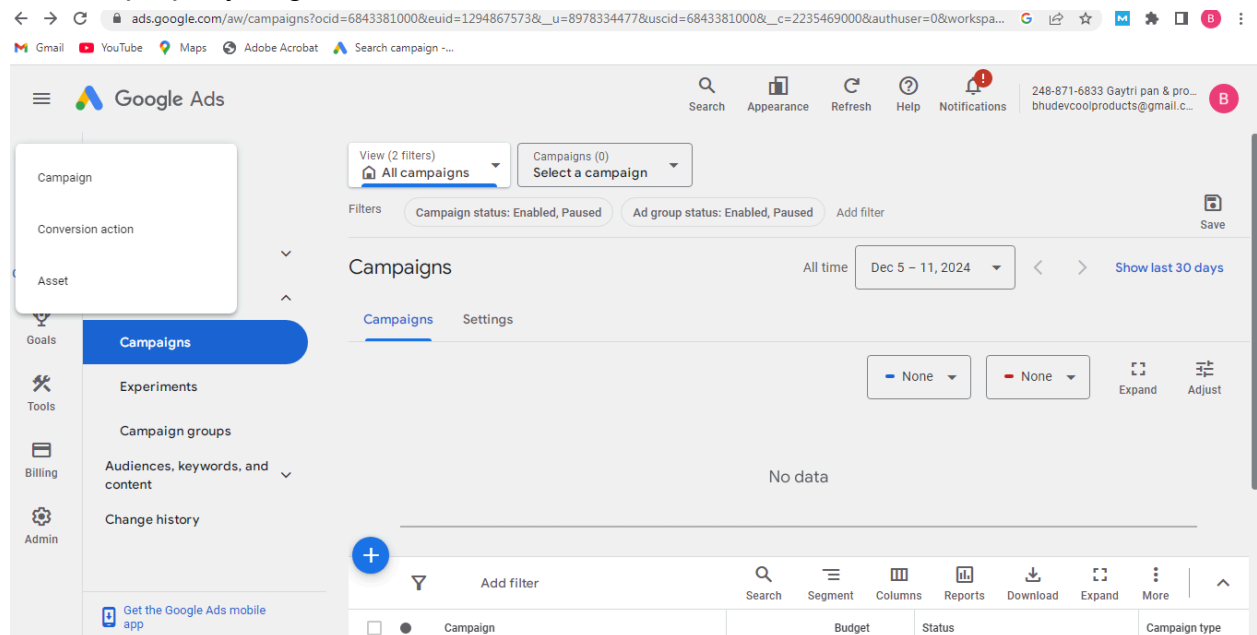 ads.google.com/aw/campaigns?ocid=6843381000&euid=1294867573&__u=8978334477&uscid=6843381000&__c=2235469000&authuser=0&workspa...
Gmail YouTube Maps Adobe Acrobat Search campaign -...
Google Ads
Search Appearance Refresh Help Notifications
248-871-6833 Gaytri pan & pro...
bhudevcoolproducts@gmail.c...
B
Campaign
Conversion action
Asset
Goals
Tools
Billing
Admin
Campaigns
Experiments
Campaign groups
Audiences, keywords, and
content
Change history
Get the Google Ads mobile
app
View (2 filters)
All campaigns
Campaigns (0)
Select a campaign
Filters Campaign status: Enabled, Paused Ad group status: Enabled, Paused Add filter
Save
Campaigns
All time Dec 5 – 11, 2024 Show last 30 days
Campaigns Settings
None None Expand Adjust
No data
Add filter
Search Segment Columns Reports Download Expand More
Campaign Budget Status Campaign type